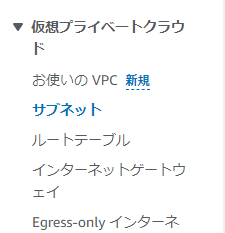 仮想プライベートクラウ
ド
お使いの VPC 新規
サブネット
ルートテーブル
インターネットゲートウ
ェイ
Egress-only インターネ